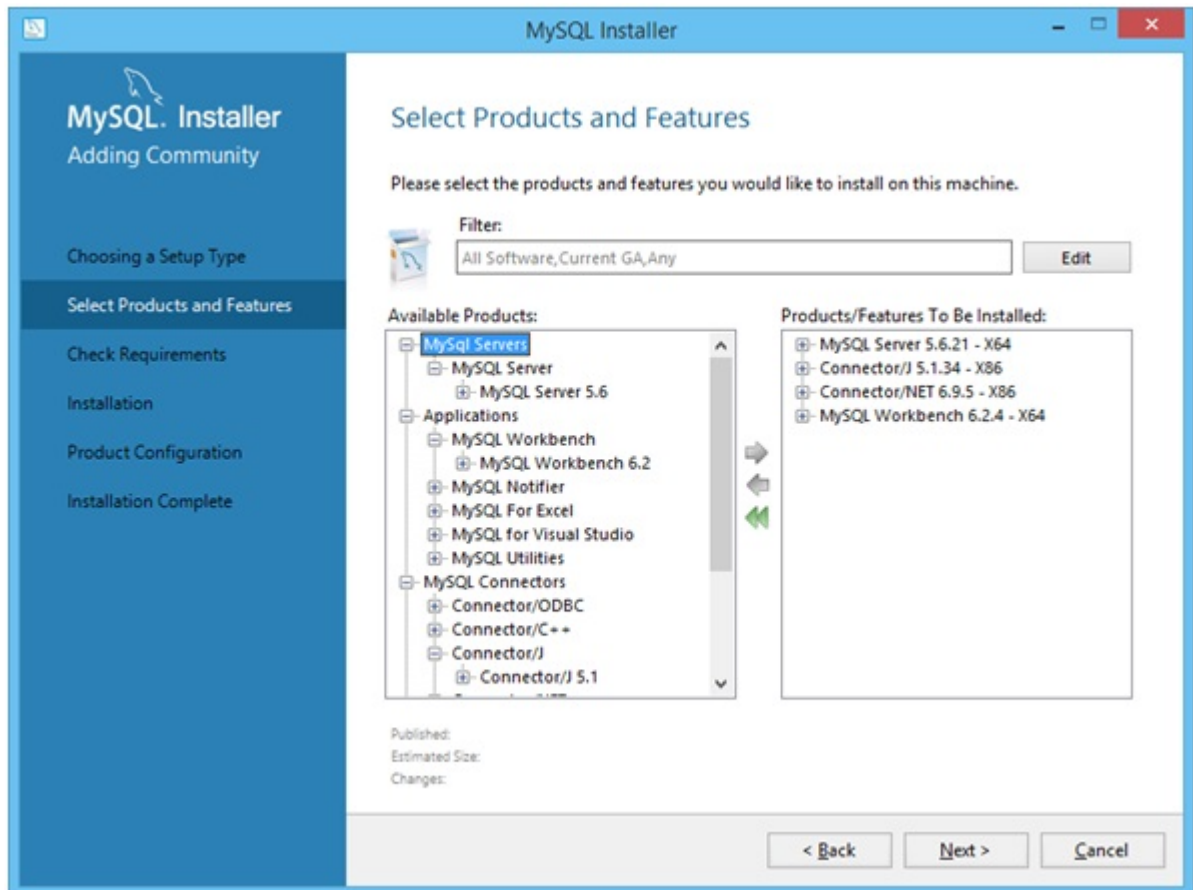 MySQL Installer
MySQL. Installer
Adding Community
Choosing a Setup Type
Select Products and Features
Check Requirements
Installation
Product Configuration
Installation Complete
Select Products and Features
Please select the products and features you would like to install on this machine.
Filter:
All Software,Current GA,Any
Edit
Available Products:
MySql Servers
MySQL Server
MySQL Server 5.6
Applications
MySQL Workbench
MySQL Workbench 6.2
MySQL Notifier
MySQL For Excel
MySQL for Visual Studio
MySQL Utilities
MySQL Connectors
Connector/ODBC
Connector/C++
Connector/J
Connector/J 5.1
Products/Features To Be Installed:
MySQL Server 5.6.21 - X64
Connector/J 5.1.34 - X86
Connector/NET 6.9.5 - X86
MySQL Workbench 6.2.4 - X64
Published:
Estimated Size:
Changes:
< Back
Next >
Cancel